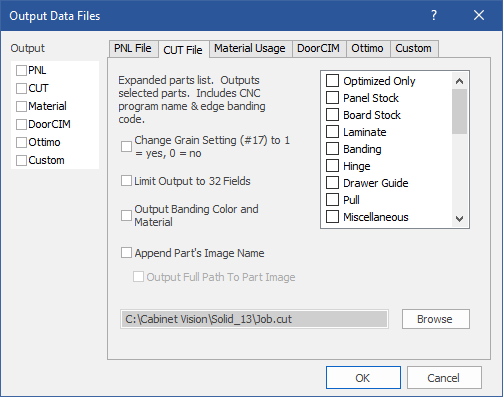 Output Data Files
?
Output
PNL
CUT
Material
DoorCIM
Ottimo
Custom
PNL File
CUT File
Material Usage
DoorCIM
Ottimo
Custom
Expanded parts list. Outputs
selected parts. Includes CNC
program name & edge banding
code.
Change Grain Setting (#17) to 1
= yes, 0 = no
Limit Output to 32 Fields
Output Banding Color and
Material
Append Part's Image Name
Output Full Path To Part Image
Optimized Only
Panel Stock
Board Stock
Laminate
Banding
Hinge
Drawer Guide
Pull
Miscellaneous
C:\Cabinet Vision\Solid_13\Job.cut
Browse
OK
Cancel